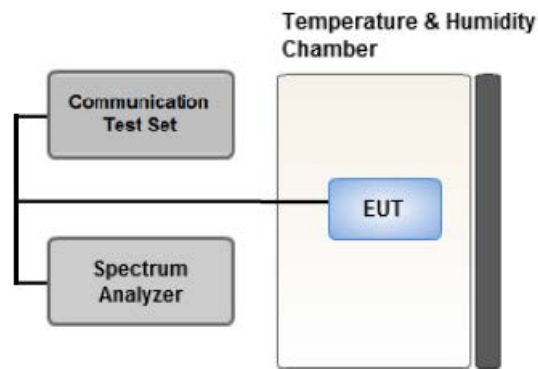 Temperature & Humidity
Chamber
Communication
Test Set
EUT
Spectrum
Analyzer